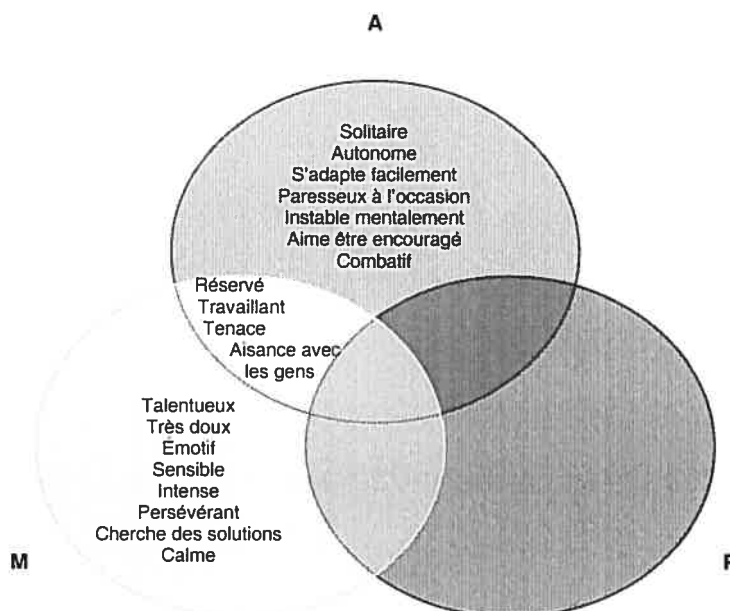 A
Solitaire
Autonome
S'adapte facilement
Paresseux à l'occasion
Instable mentalement
Aime être encouragé
Combatif
Réservé
Travaillant
Tenace
Aisance avec
les gens
Talentueux
Très doux
Émotif
Sensible
Intense
Persévérant
Cherche des solutions
Calme
M